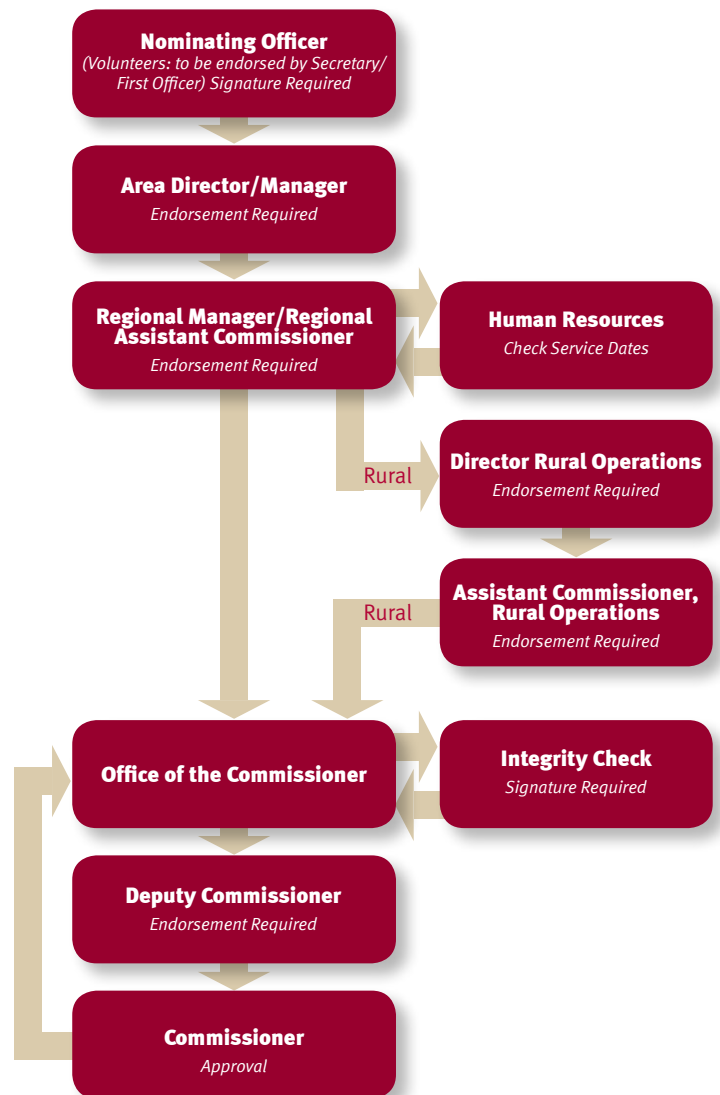 Nominating Officer
(Volunteers: to be endorsed by Secretary/
First Officer) Signature Required
Area Director/Manager
Endorsement Required
Regional Manager/Regional
Assistant Commissioner
Endorsement Required
Human Resources
Check Service Dates
Director Rural Operations
Endorsement Required
Rural
Assistant Commissioner,
Rural Operations
Endorsement Required
Rural
Office of the Commissioner
Integrity Check
Signature Required
Deputy Commissioner
Endorsement Required
Commissioner
Approval